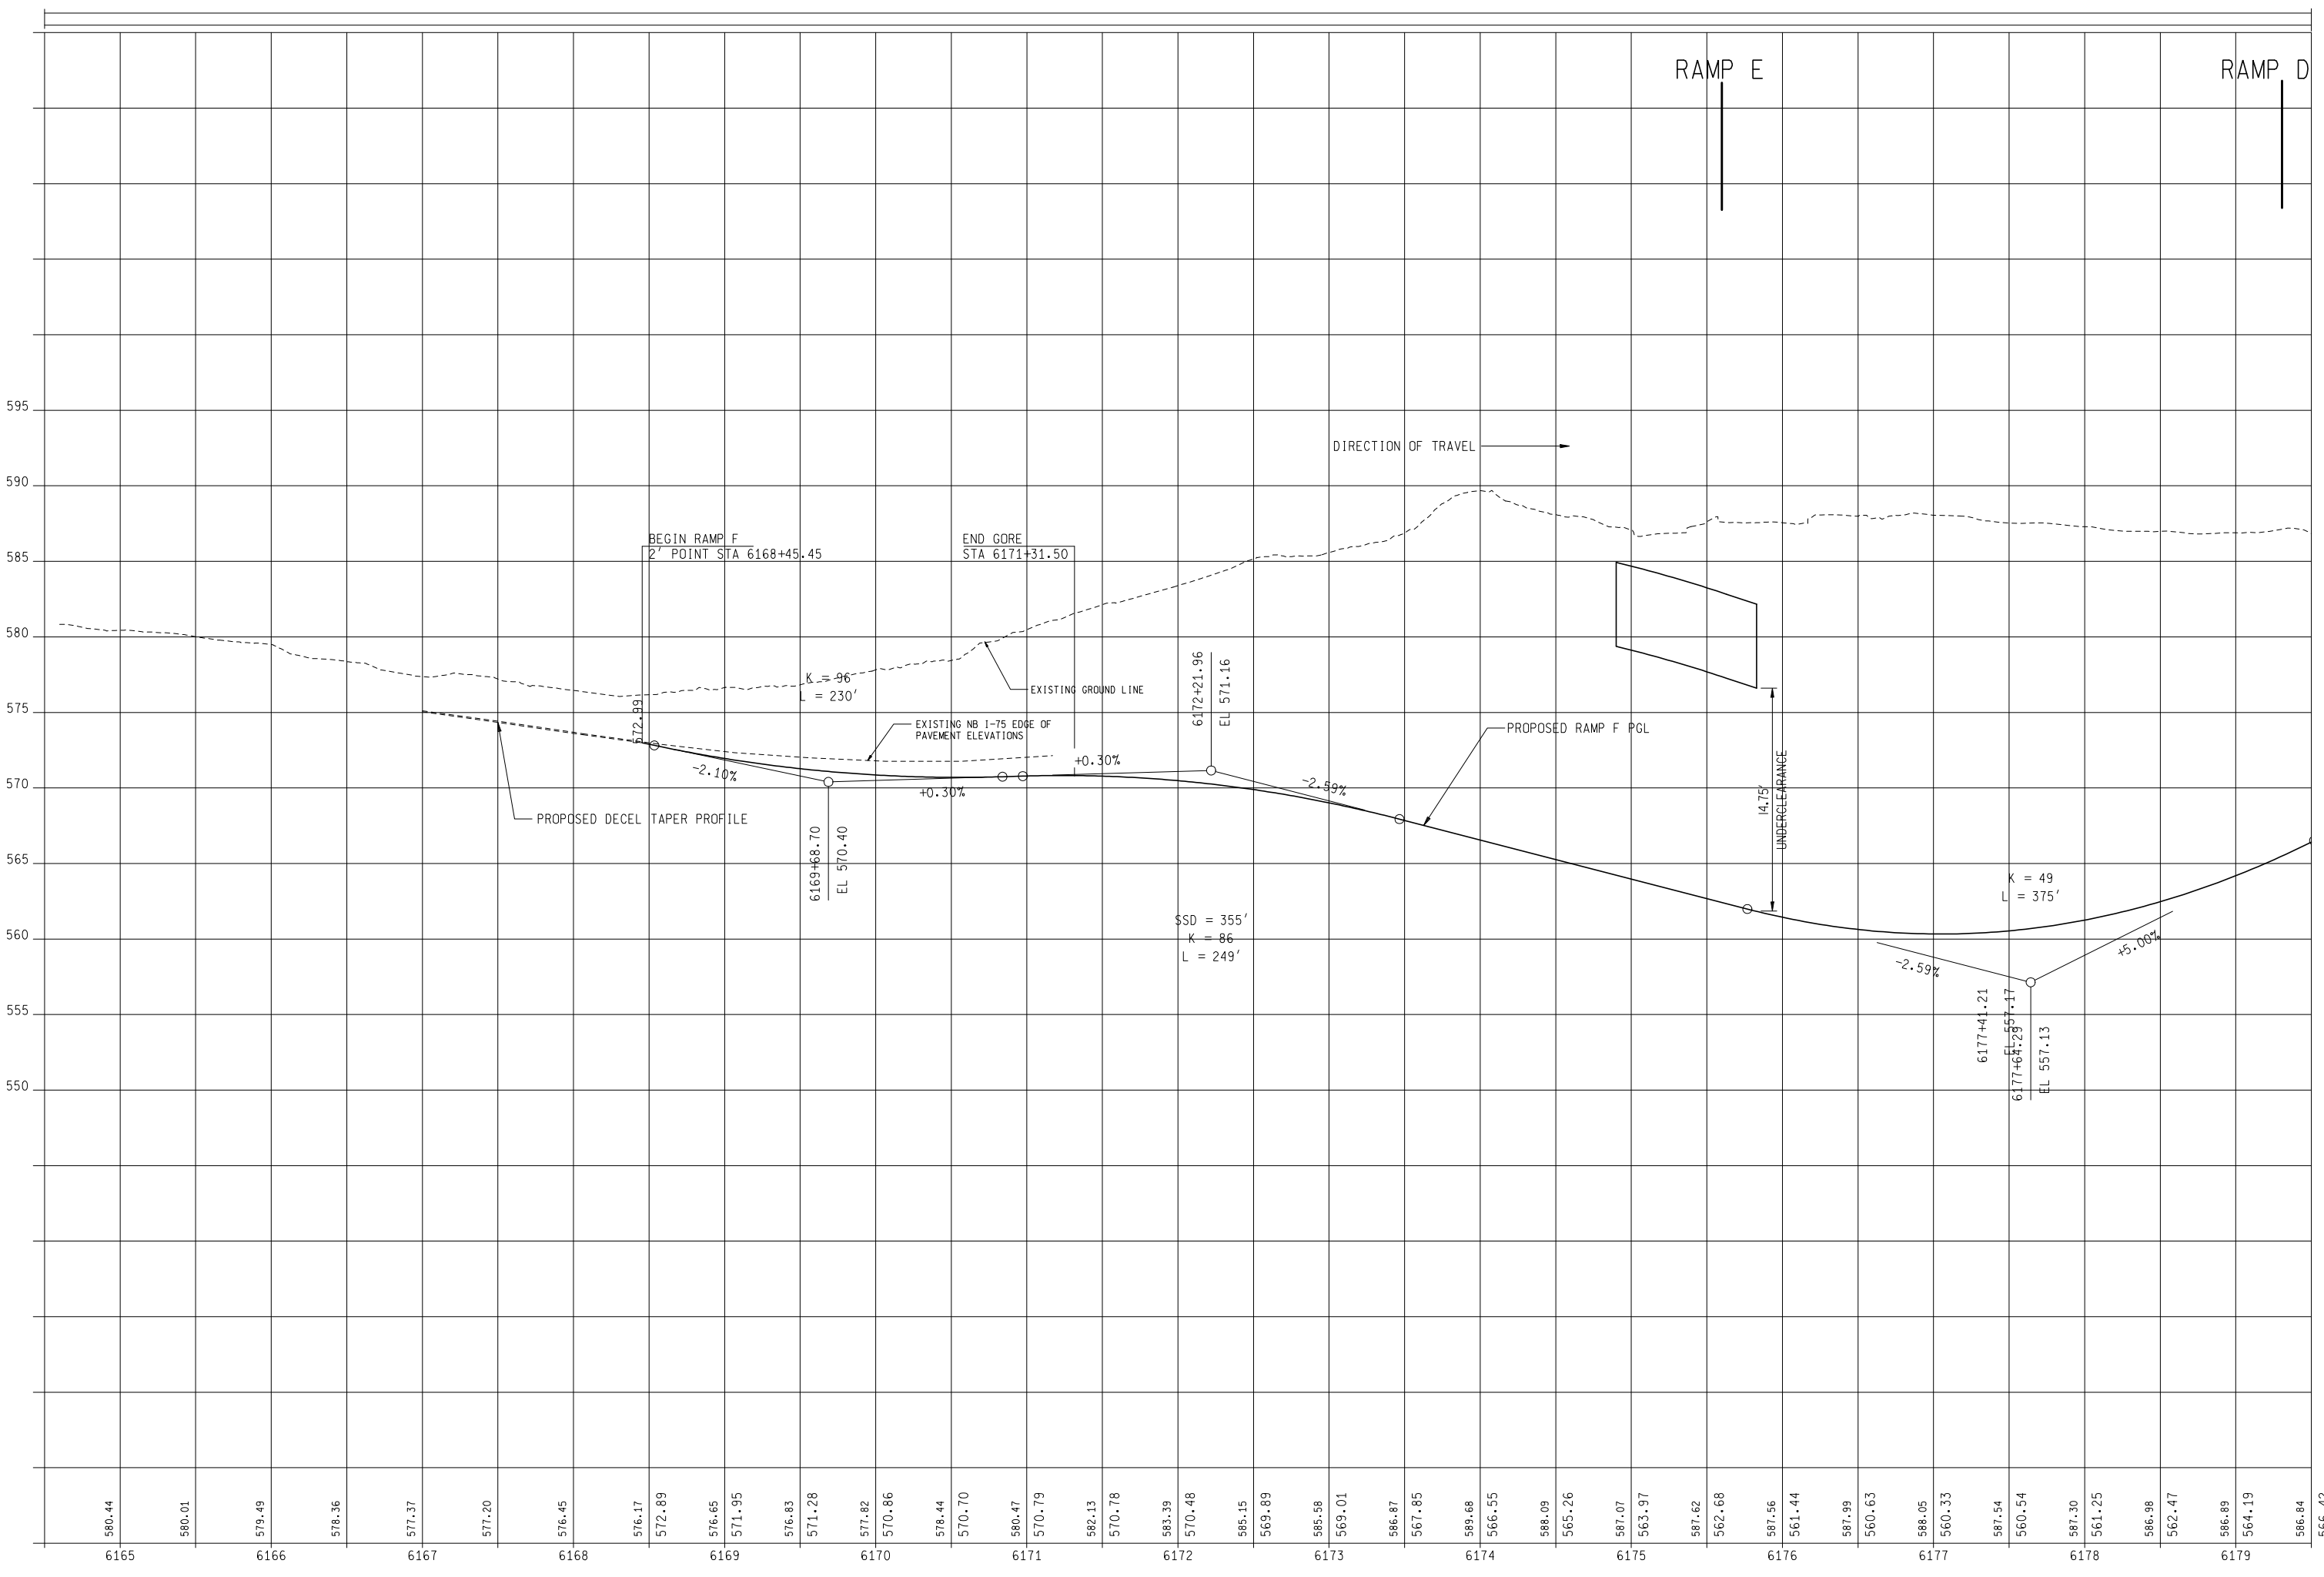 RAMP E
RAMP D
595
DIRECTION OF TRAVEL
590
BEGIN RAMP F
2' POINT STA 6168+45.45
END GORE
STA 6171+31.50
585
580
K = 96
L = 230'
EXISTING GROUND LINE
6172+21.96
EL 571.16
575
572.99
EXISTING NB I-75 EDGE OF
PAVEMENT ELEVATIONS
PROPOSED RAMP F PGL
+0.30%
-2.10%
-2.59%
570
+0.30%
14.75'
UNDERCLEARANCE
PROPOSED DECEL TAPER PROFILE
6169+68.70
EL 570.40
565
K = 49
L = 375'
SSD = 355'
K = 86
L = 249'
560
-2.59%
+5.00%
555
6177+41.21
EL 557.17
6177+64.29
EL 557.13
550
580.44
580.01
579.49
578.36
577.37
577.20
576.45
576.17
572.89
576.65
571.95
576.83
571.28
577.82
570.86
578.44
570.70
580.47
570.79
582.13
570.78
583.39
570.48
585.15
569.89
585.58
569.01
586.87
567.85
589.68
566.55
588.09
565.26
587.07
563.97
587.62
562.68
587.56
561.44
587.99
560.63
588.05
560.33
587.54
560.54
587.30
561.25
586.98
562.47
586.89
564.19
586.84
6165 6166 6167 6168 6169 6170 6171 6172 6173 6174 6175 6176 6177 6178 6179